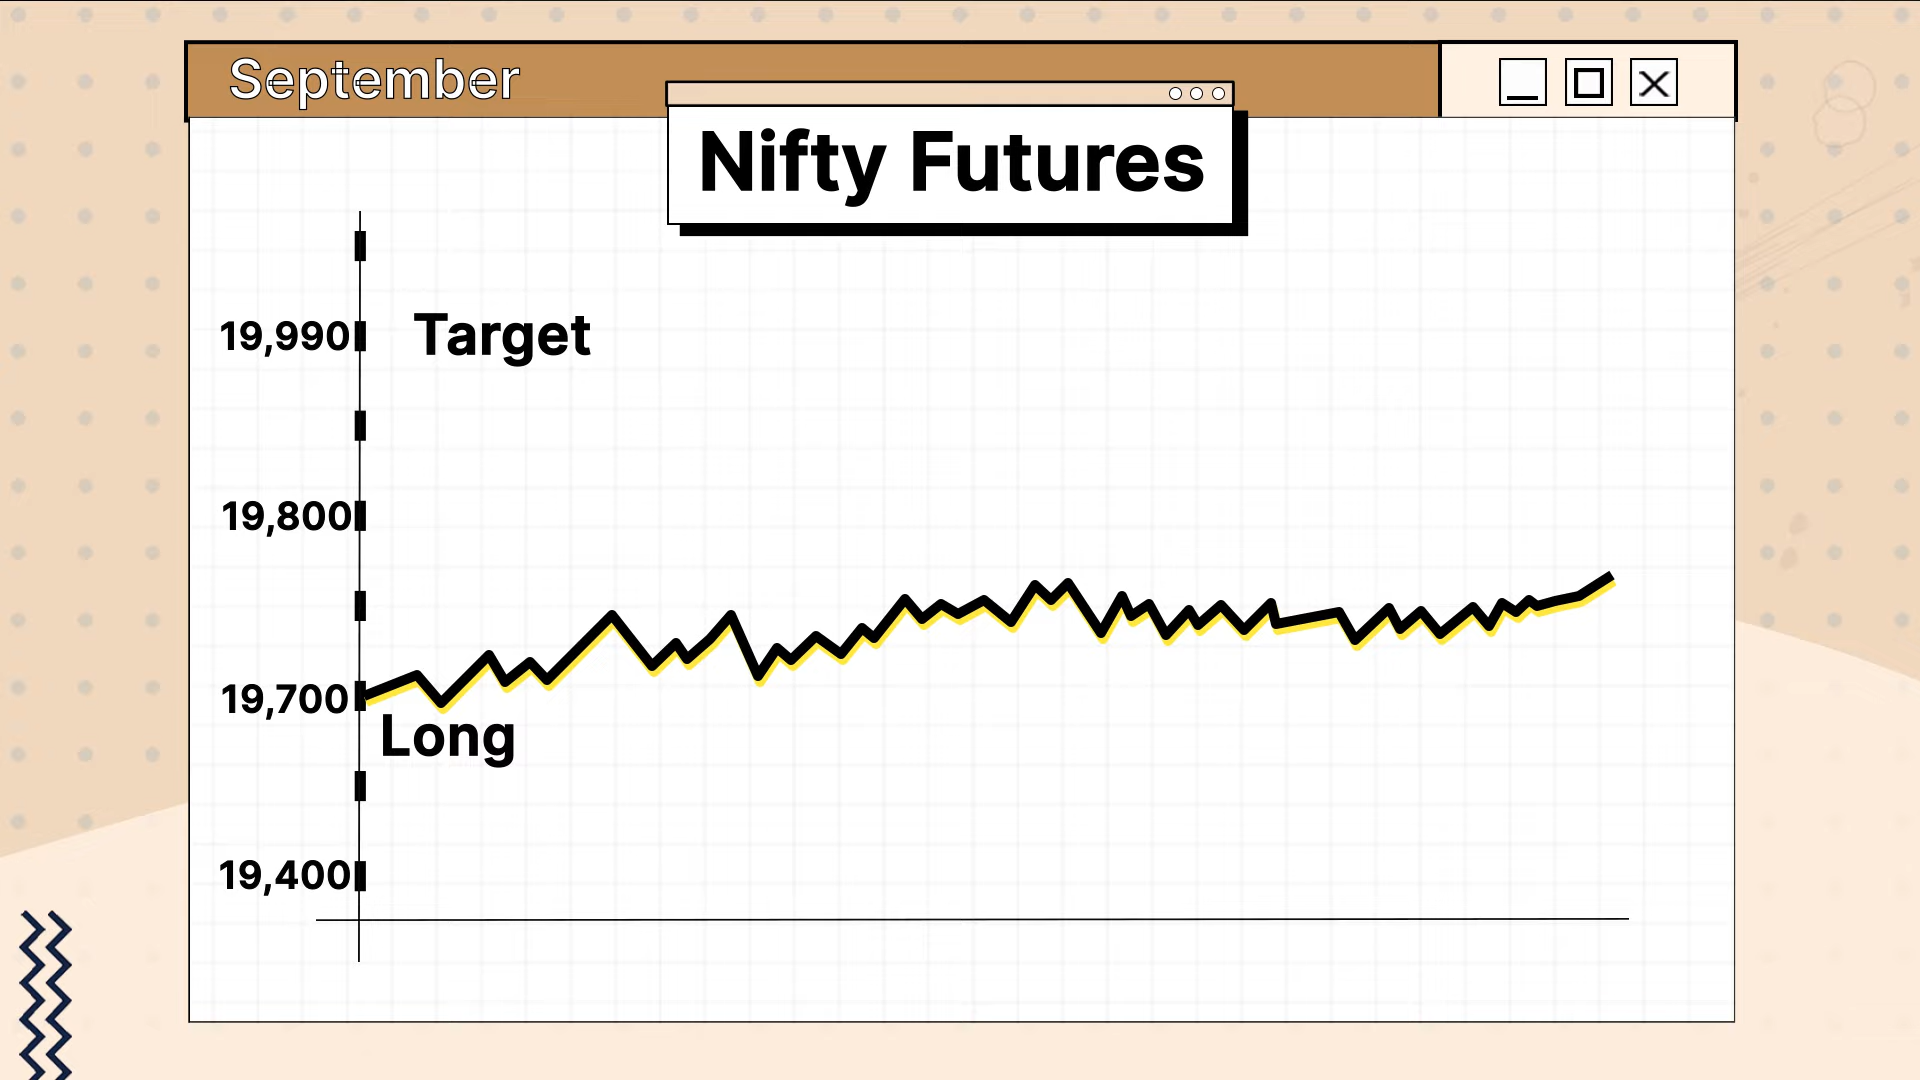 September
Nifty Futures
19,990
Target
19,800
19,700
Long
19,400